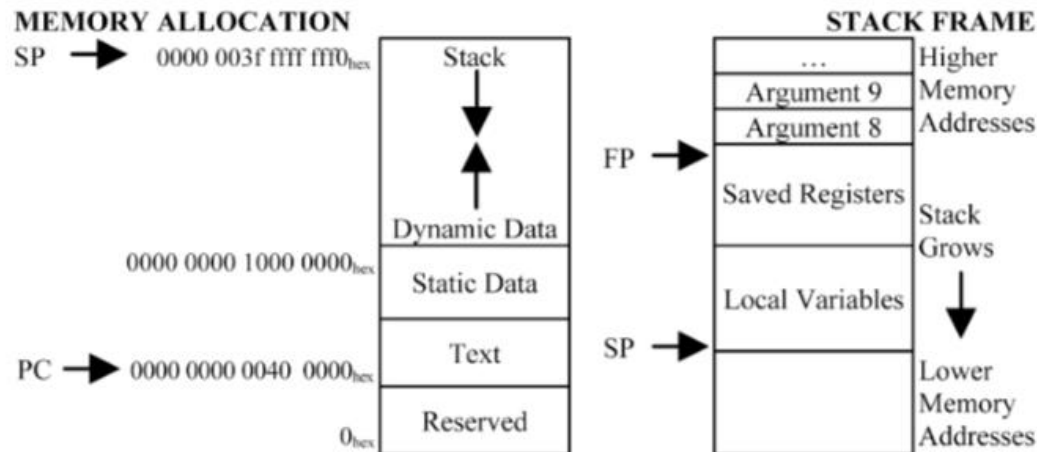 MEMORY ALLOCATION
SP 0000 003f ffff fff0hex
Stack
Dynamic Data
0000 0000 1000 0000hex
Static Data
Text
PC 0000 0000 0040 0000hex
Reserved
0hex
STACK FRAME
...
Argument 9
Argument 8
FP
Saved Registers
Local Variables
SP
Higher
Memory
Addresses
Stack
Grows
Lower
Memory
Addresses